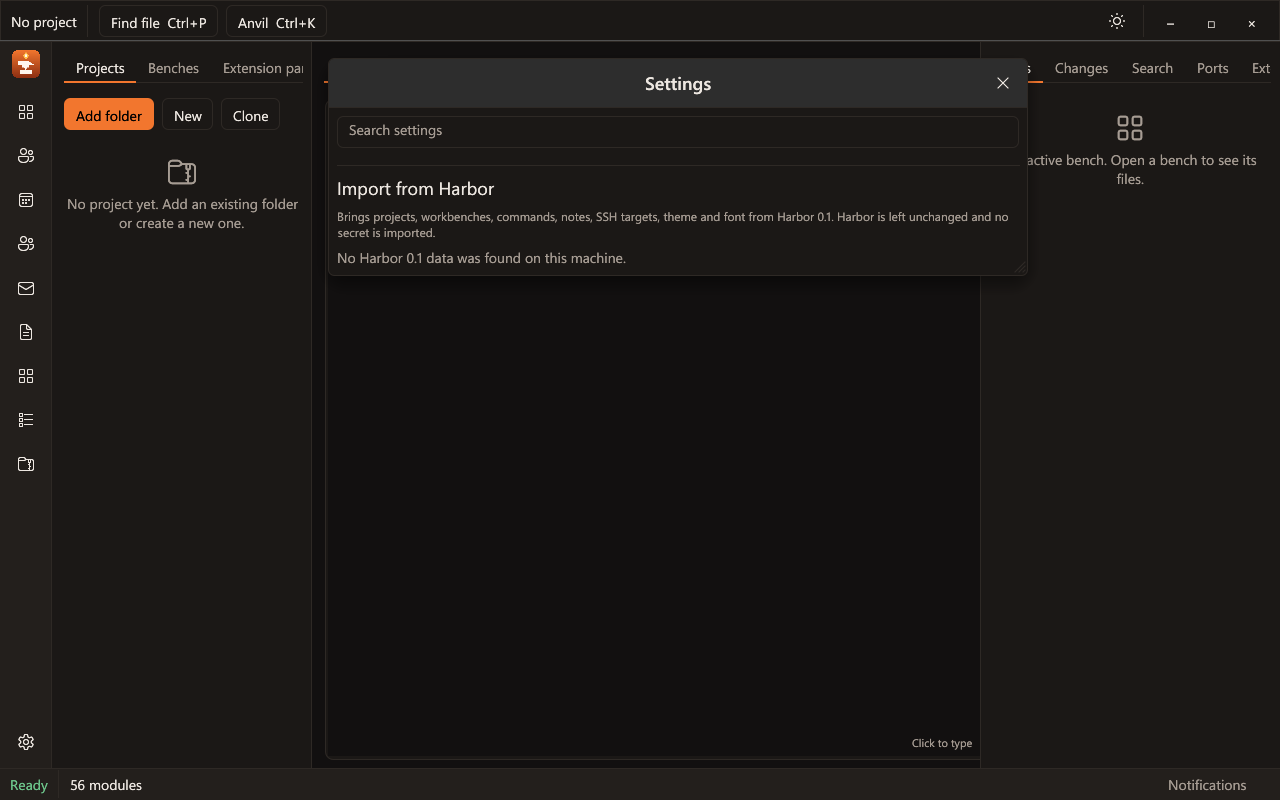 No project
Find file Ctrl+P
Anvil Ctrl+K
Projects
Benches
Extension par
Changes
Search
Ports
Ext
Add folder
New
Clone
No project yet. Add an existing folder
or create a new one.
Settings
Search settings
Import from Harbor
Brings projects, workbenches, commands, notes, SSH targets, theme and font from Harbor 0.1. Harbor is left unchanged and no
secret is imported.
No Harbor 0.1 data was found on this machine.
active bench. Open a bench to see its
files.
Click to type
Ready
56 modules
Notifications